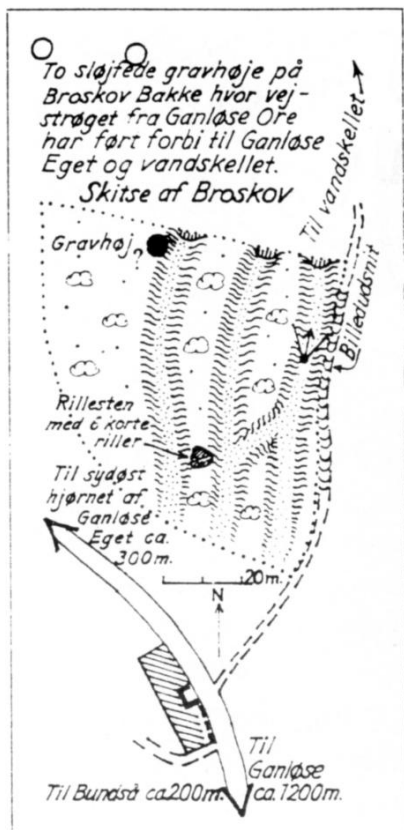 To sløjfede gravhøje på
Broskov Bakke hvor vej-
strøget fra Ganløse Ore
har ført forbi til Ganløse
Eget og vandskellet.
Skitse af Broskov
Til vandskellet
Gravhøj
?
Billedudsnit
Rillesten
med 6 korte
riller
Til sydøst
hjørnet af
Ganløse
Eget ca.
300m.
20m.
N
Til
Ganløse
ca. 1200m.
Til Bundså ca 200m.